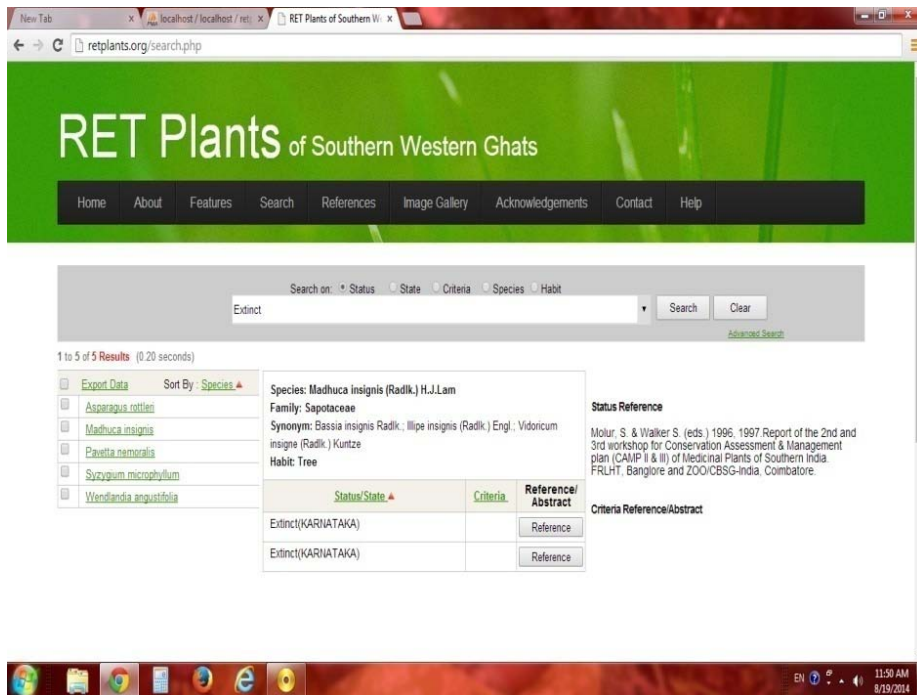 New Tab
localhost / localhost / ret
RET Plants of Southern W
retplants.org/search.php
RET Plants of Southern Western Ghats
Home About Features Search References Image Gallery Acknowledgements Contact Help
Search on: Status State Criteria Species Habit
Extinct Search Clear
Advanced Search
1 to 5 of 5 Results (0.20 seconds)
Export Data Sort By : Species
Asparagus rottleri
Madhuca insignis
Pavetta nemoralis
Syzygium microphyllum
Wendlandia angustifolia
Species: Madhuca insignis (Radlk.) H.J.Lam
Family: Sapotaceae
Synonym: Bassia insignis Radlk.; Illipe insignis (Radlk.) Engl.; Vidoricum
insigne (Radlk.) Kuntze
Habit: Tree
Status/State Criteria Reference/
Abstract
Extinct(KARNATAKA) Reference
Extinct(KARNATAKA) Reference
Status Reference
Molur, S. & Walker S. (eds.) 1996, 1997.Report of the 2nd and
3rd workshop for Conservation Assessment & Management
plan (CAMP II & III) of Medicinal Plants of Southern India.
FRLHT, Banglore and ZOO/CBSG-India, Coimbatore.
Criteria Reference/Abstract
EN 11:50 AM
8/19/2014